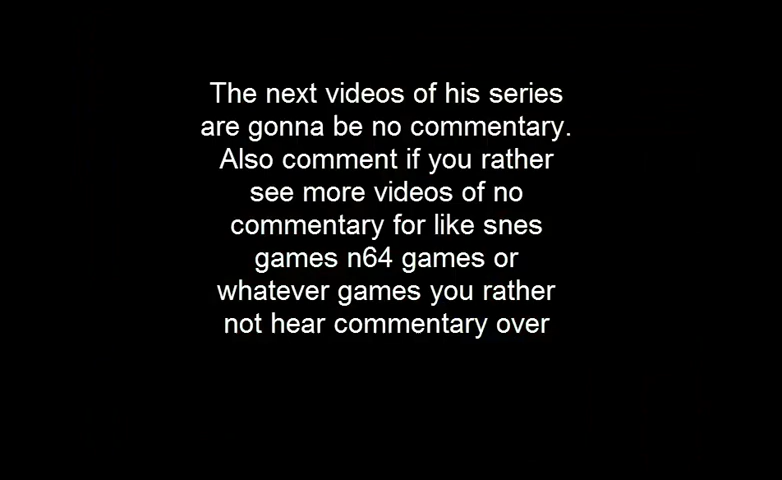 The next videos of his series
are gonna be no commentary.
Also comment if you rather
see more videos of no
commentary for like snes
games n64 games or
whatever games you rather
not hear commentary over